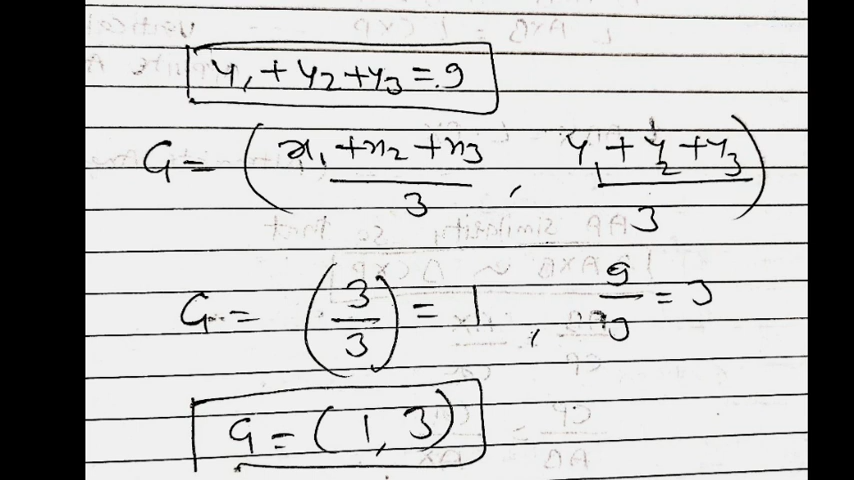 y₁ + y₂ + y₃ = 9
G = ( x₁ + x₂ + x₃ / 3 , y₁ + y₂ + y₃ / 3 )
G = ( 3 / 3 ) = 1 , 9 / 3 = 3
G = ( 1 , 3 )